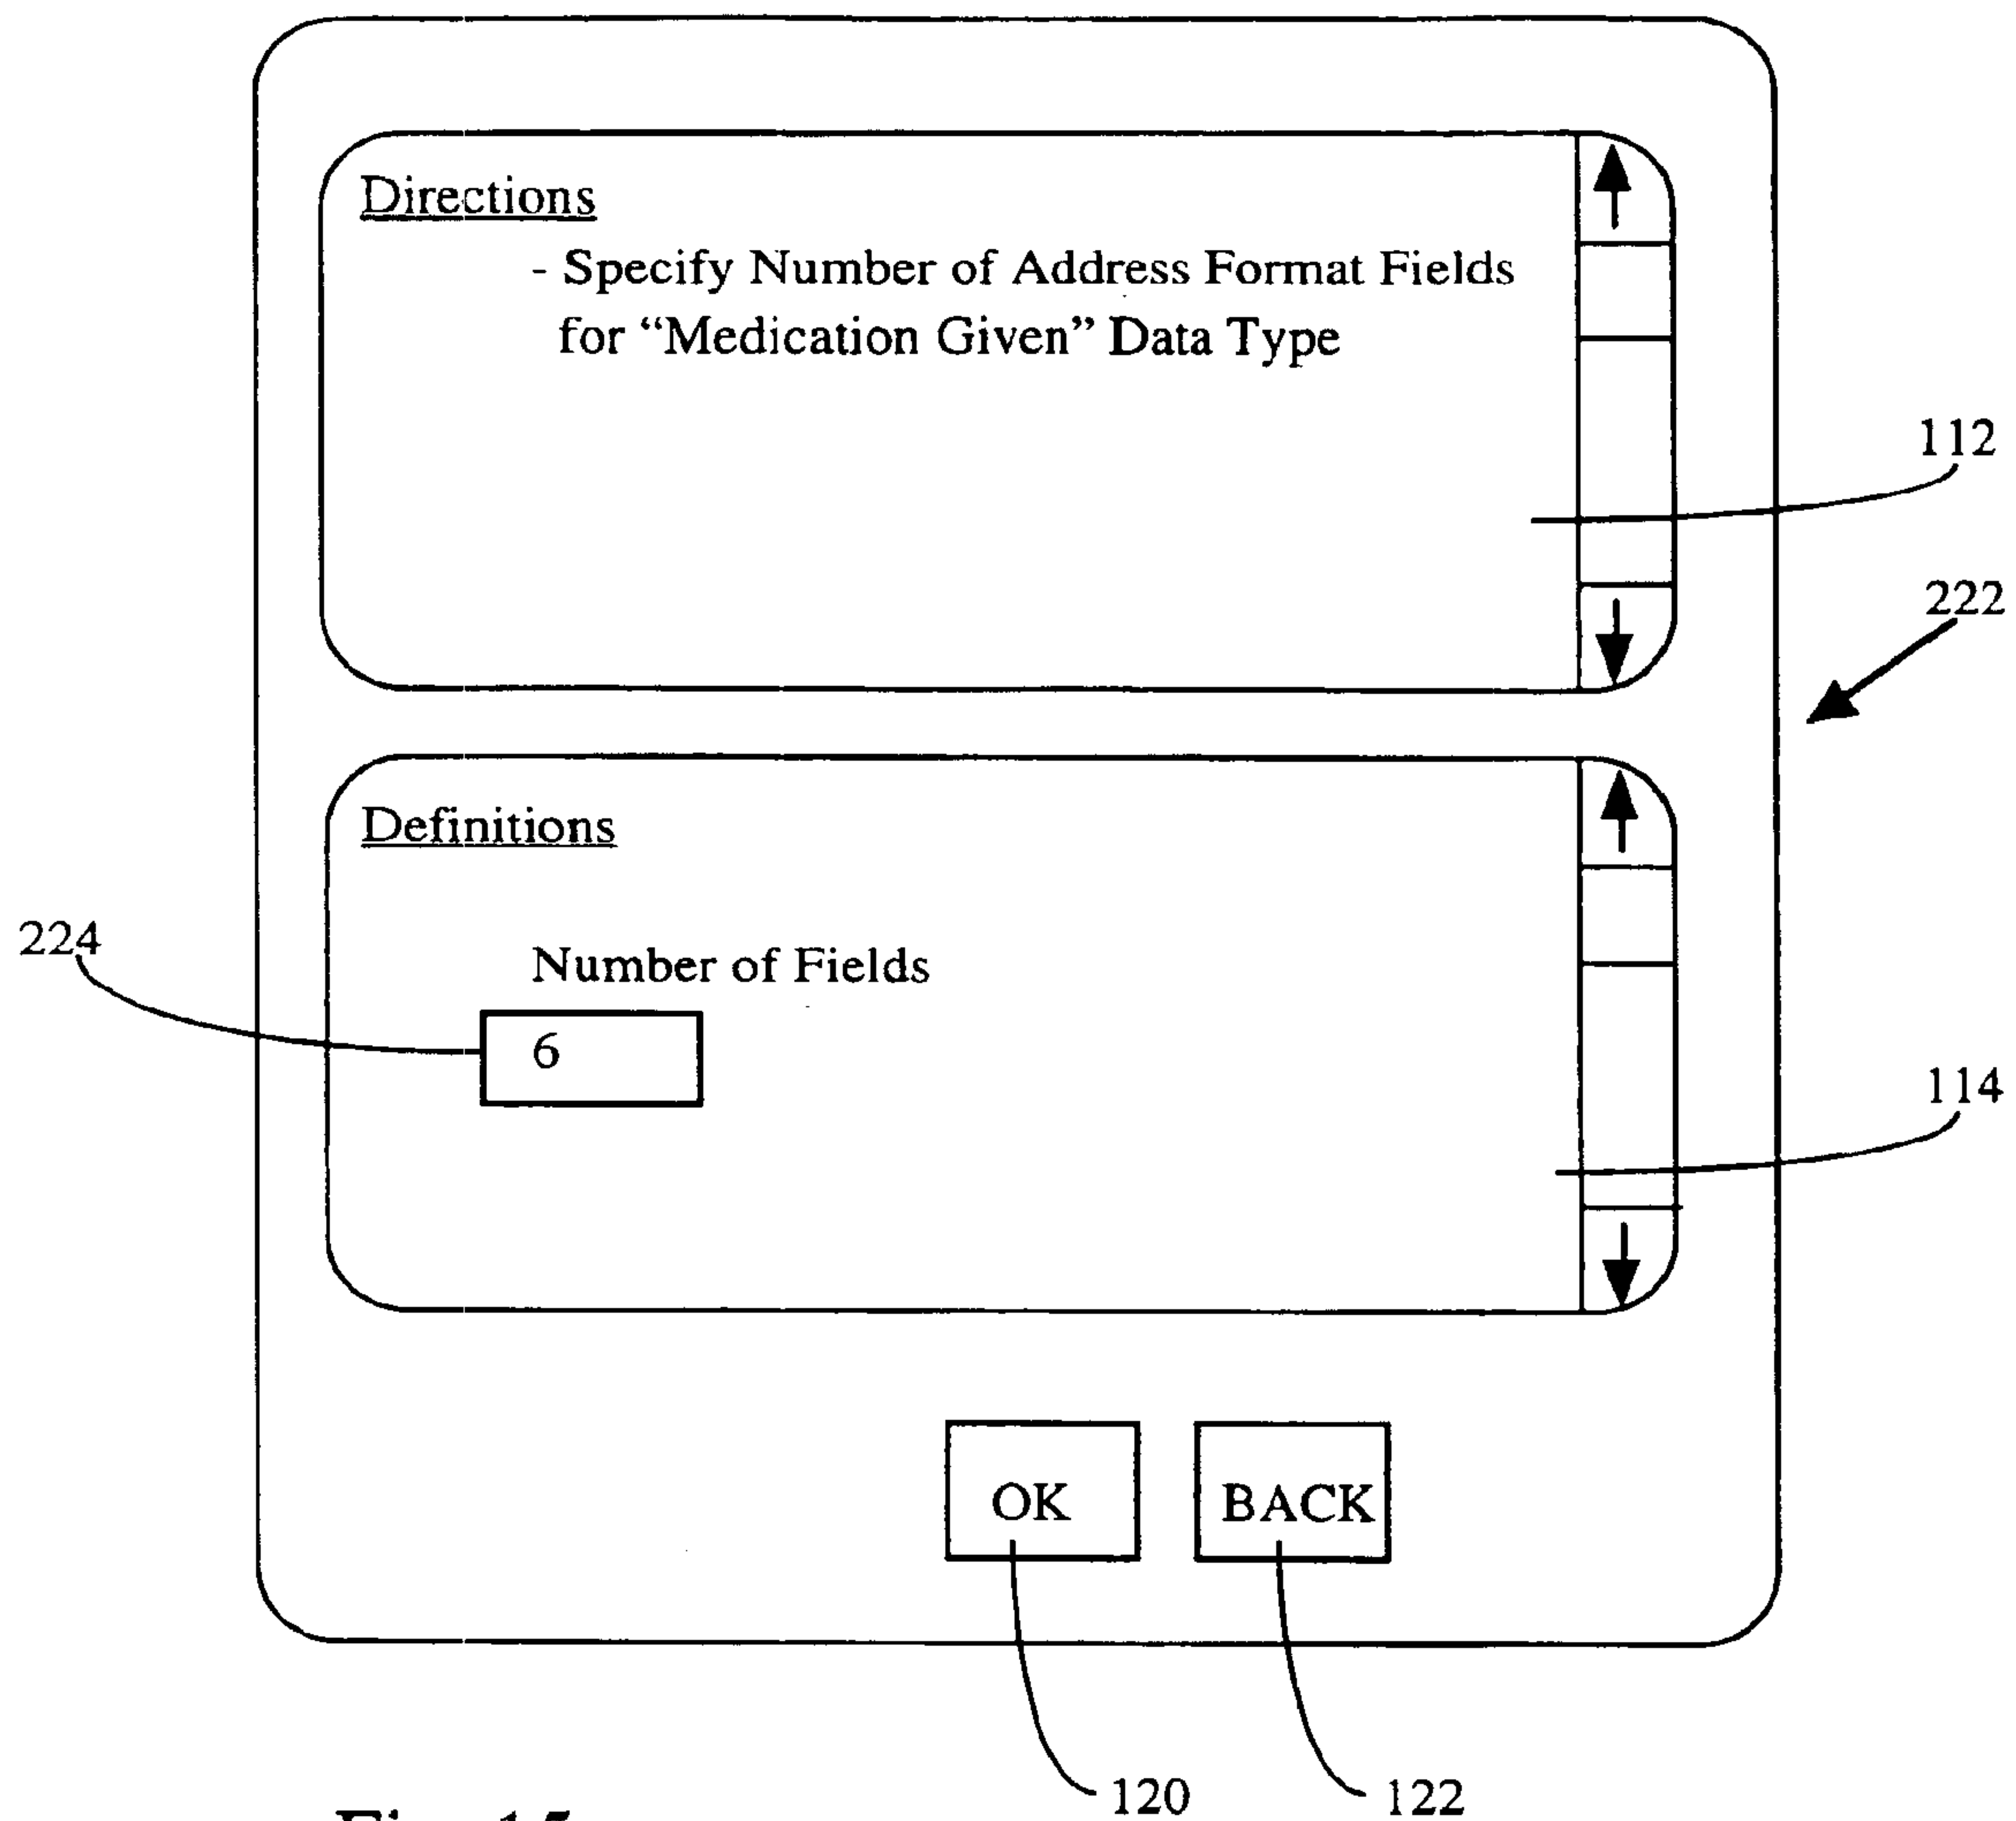 Directions
- Specify Number of Address Format Fields
for “Medication Given” Data Type
112
222
Definitions
224
Number of Fields
6
114
OK
BACK
120
122